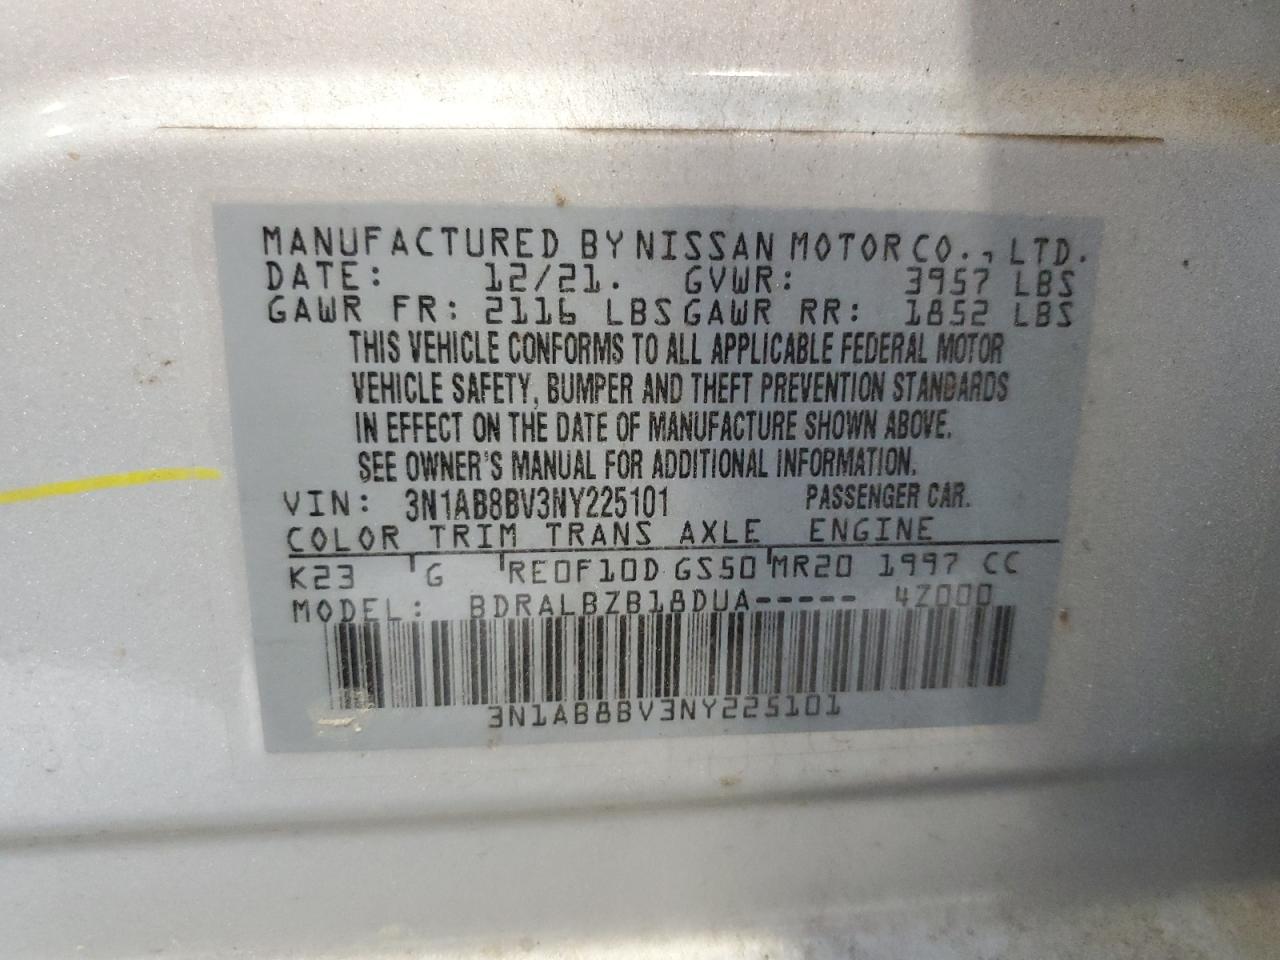 MANUFACTURED BY NISSAN MOTOR CO., LTD.
DATE: 12/21. GVWR: 3957 LBS
GAWR FR: 2116 LBS GAWR RR: 1852 LBS
THIS VEHICLE CONFORMS TO ALL APPLICABLE FEDERAL MOTOR
VEHICLE SAFETY, BUMPER AND THEFT PREVENTION STANDARDS
IN EFFECT ON THE DATE OF MANUFACTURE SHOWN ABOVE.
SEE OWNER'S MANUAL FOR ADDITIONAL INFORMATION.
VIN: 3N1AB8BV3NY225101 PASSENGER CAR.
COLOR TRIM TRANS AXLE ENGINE
K23 G RE0F10D GS50 MR20 1997 CC
MODEL: BDRALBZB18DUA----- 4Z000
3N1AB8BV3NY225101